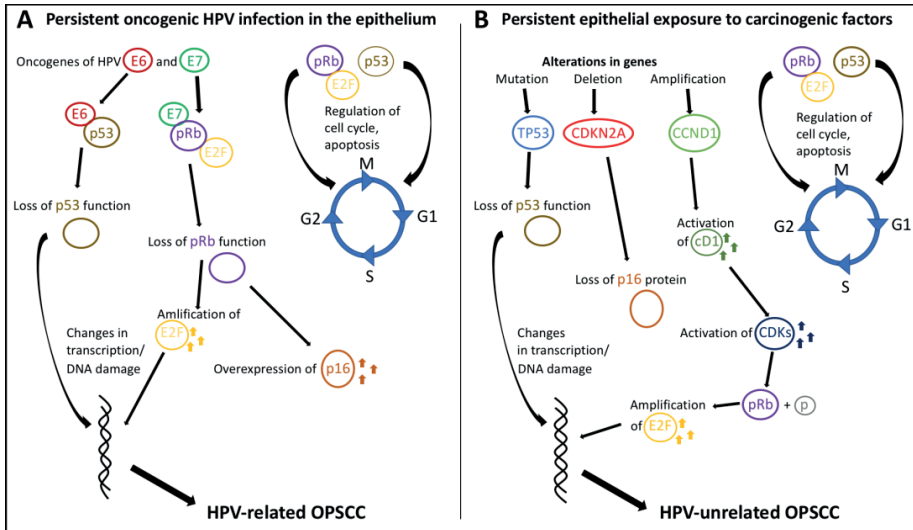 A Persistent oncogenic HPV infection in the epithelium
Oncogenes of HPV E6 and E7
E6
p53
E7
pRb
E2F
pRb
E2F
p53
Regulation of
cell cycle,
apoptosis
M
G2
G1
S
Loss of p53 function
Loss of pRb function
Amlification of
E2F
Changes in
transcription/
DNA damage
Overexpression of p16
HPV-related OPSCC
B Persistent epithelial exposure to carcinogenic factors
Alterations in genes
Mutation
Deletion
Amplification
TP53
CDKN2A
CCND1
pRb
E2F
p53
Regulation of
cell cycle,
apoptosis
M
G2
G1
S
Loss of p53 function
Activation
of cD1
Loss of p16 protein
Changes
in transcription/
DNA damage
Activation of CDKs
pRb + p
Amplification
of E2F
HPV-unrelated OPSCC